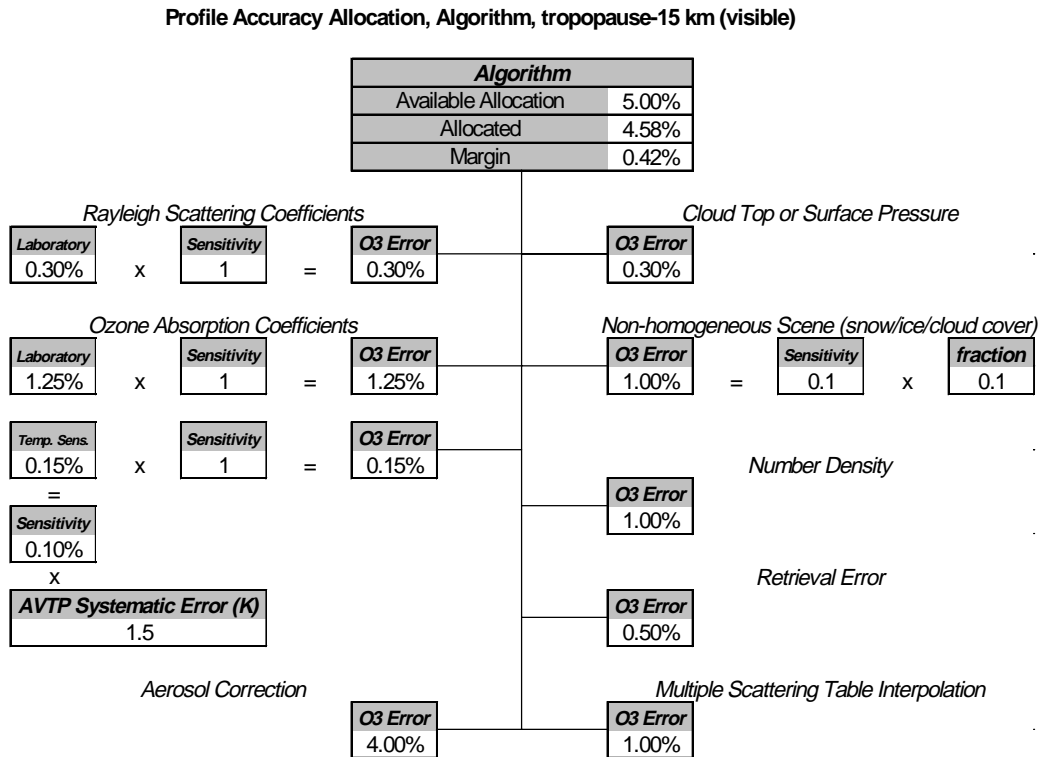 Profile Accuracy Allocation, Algorithm, tropopause-15 km (visible)
Algorithm
Available Allocation 5.00%
Allocated 4.58%
Margin 0.42%
Rayleigh Scattering Coefficients
Laboratory Sensitivity O3 Error
0.30% x 1 = 0.30%
Cloud Top or Surface Pressure
O3 Error
0.30%
Ozone Absorption Coefficients
Laboratory Sensitivity O3 Error
1.25% x 1 = 1.25%
Non-homogeneous Scene (snow/ice/cloud cover)
O3 Error Sensitivity fraction
1.00% = 0.1 x 0.1
Temp. Sens. Sensitivity O3 Error
0.15% x 1 = 0.15%
=
Sensitivity
0.10%
x
AVTP Systematic Error (K)
1.5
Number Density
O3 Error
1.00%
Retrieval Error
O3 Error
0.50%
Aerosol Correction
O3 Error
4.00%
Multiple Scattering Table Interpolation
O3 Error
1.00%